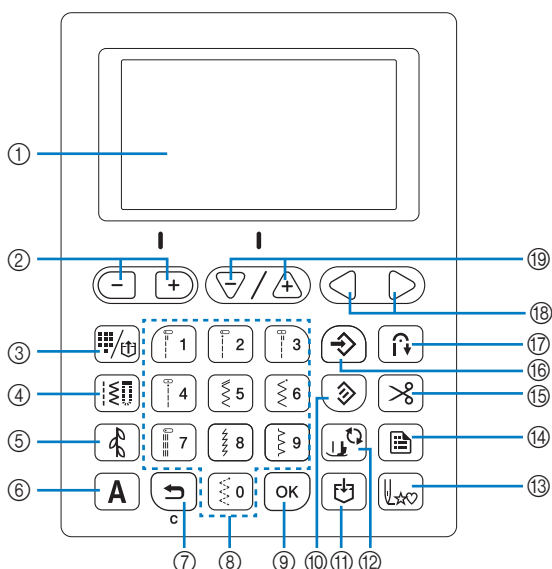 ①
② − + − / + ⑲
⑱
③ / 1 2 3 ⑰
⑯
④ 4 5 6 ⑮
⑤ 7 8 9 ⑭
⑥ A 0 OK ⑬
C
⑦ ⑧ ⑨ ⑩ ⑪ ⑫